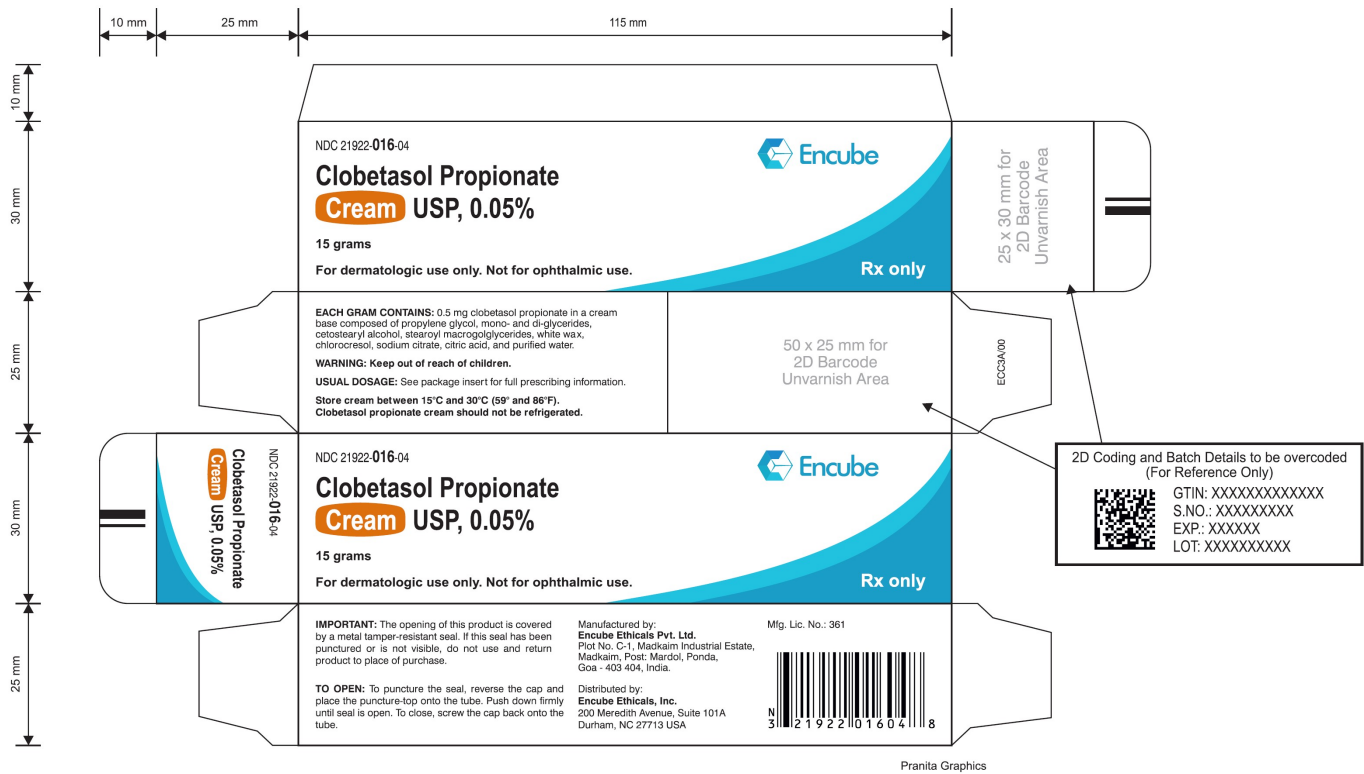 10 mm
25 mm
115 mm
10 mm
30 mm
25 mm
30 mm
25 mm
NDC 21922-016-04
Encube
Clobetasol Propionate
Cream USP, 0.05%
15 grams
For dermatologic use only. Not for ophthalmic use.
Rx only
25 x 30 mm for
2D Barcode
Unvarnish Area
EACH GRAM CONTAINS: 0.5 mg clobetasol propionate in a cream
base composed of propylene glycol, mono- and di-glycerides,
cetostearyl alcohol, stearoyl macrogolglycerides, white wax,
chlorocresol, sodium citrate, citric acid, and purified water.
WARNING: Keep out of reach of children.
USUAL DOSAGE: See package insert for full prescribing information.
Store cream between 15°C and 30°C (59° and 86°F).
Clobetasol propionate cream should not be refrigerated.
50 x 25 mm for
2D Barcode
Unvarnish Area
ECC3A/00
NDC 21922-016-04
Clobetasol Propionate
Cream USP, 0.05%
NDC 21922-016-04
Encube
Clobetasol Propionate
Cream USP, 0.05%
15 grams
For dermatologic use only. Not for ophthalmic use.
Rx only
2D Coding and Batch Details to be overcoded
(For Reference Only)
GTIN: XXXXXXXXXXXXX
S.NO.: XXXXXXXXX
EXP.: XXXXXX
LOT: XXXXXXXXXX
IMPORTANT: The opening of this product is covered
by a metal tamper-resistant seal. If this seal has been
punctured or is not visible, do not use and return
product to place of purchase.
TO OPEN: To puncture the seal, reverse the cap and
place the puncture-top onto the tube. Push down firmly
until seal is open. To close, screw the cap back onto the
tube.
Manufactured by:
Encube Ethicals Pvt. Ltd.
Plot No. C-1, Madkaim Industrial Estate,
Madkaim, Post: Mardol, Ponda,
Goa - 403 404, India.
Distributed by:
Encube Ethicals, Inc.
200 Meredith Avenue, Suite 101A
Durham, NC 27713 USA
Mfg. Lic. No.: 361
N
3 21922 01604 8
Pranita Graphics